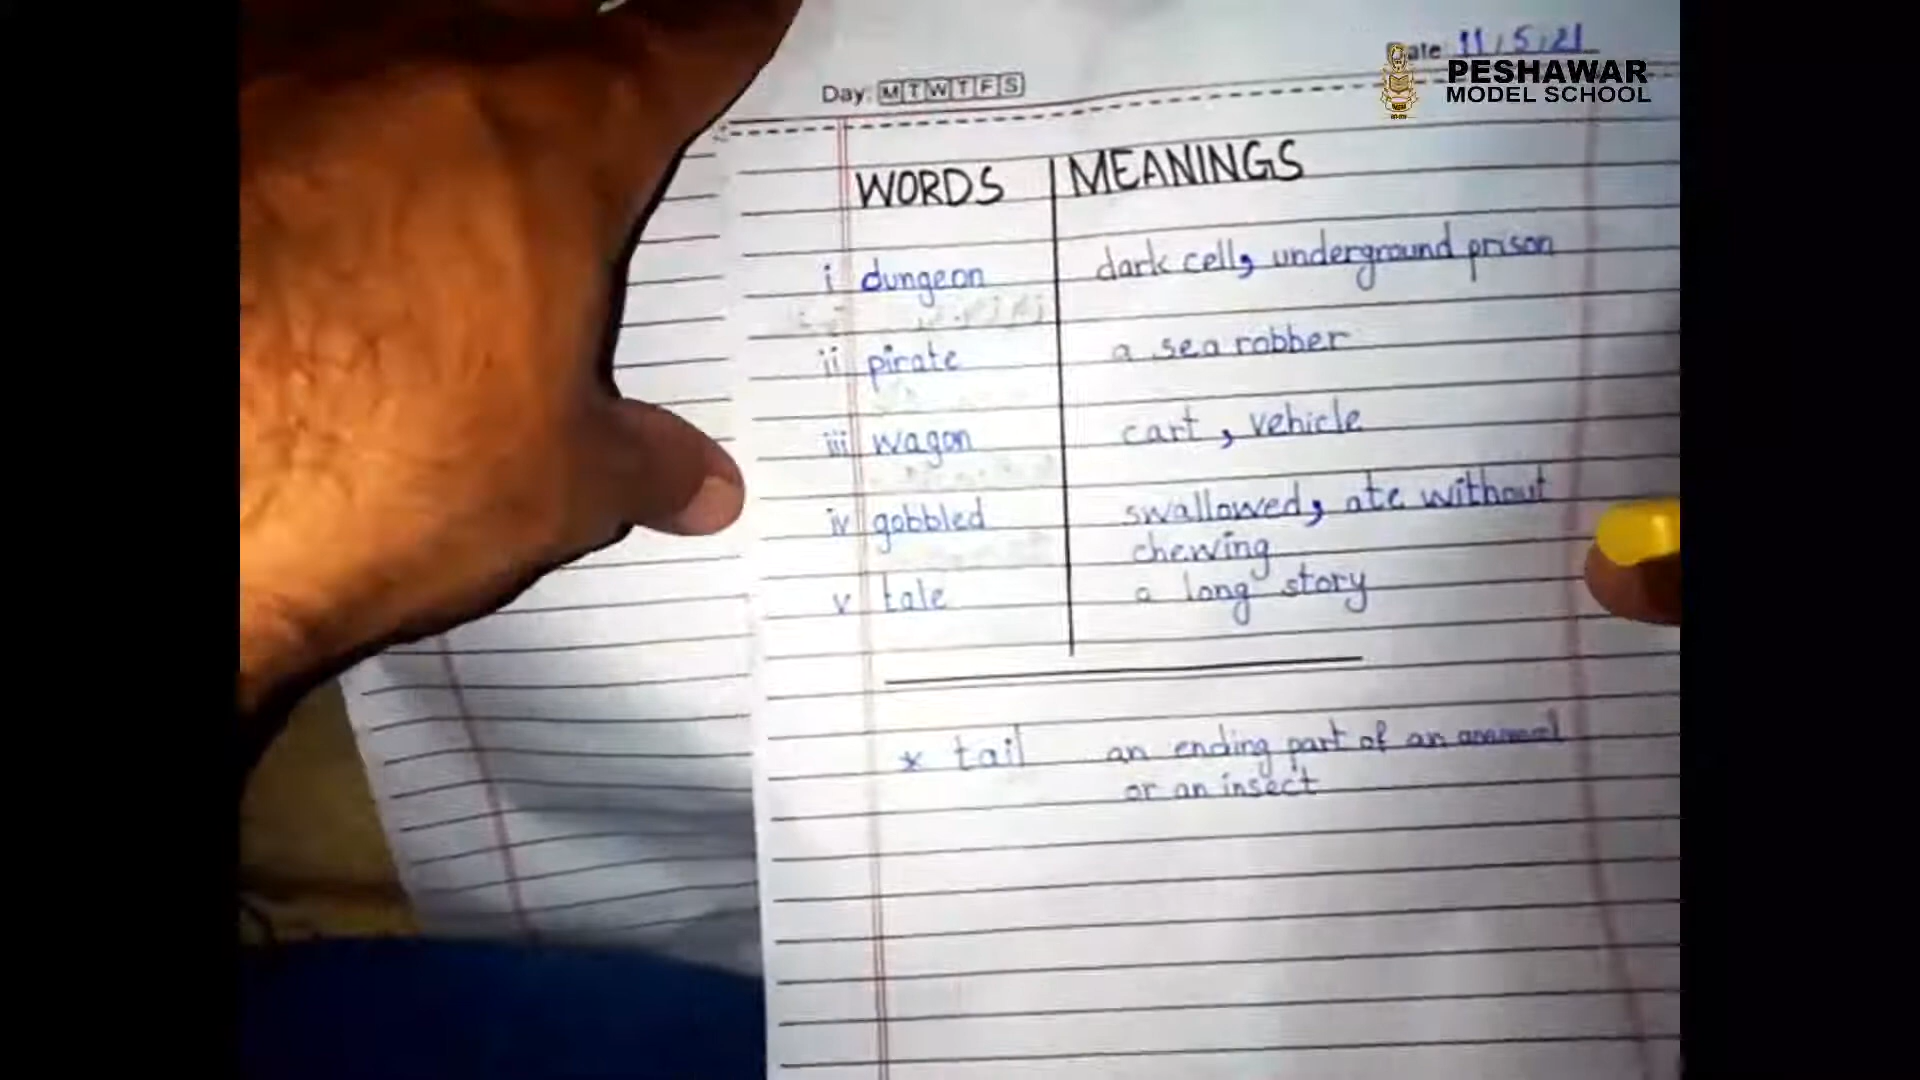 Date: 11/5/21
PESHAWAR
MODEL SCHOOL
Day: M T W T F S
WORDS MEANINGS
i dungeon dark cell, underground prison
ii pirate a sea robber
iii wagon cart, vehicle
iv gobbled swallowed, ate without
chewing
v tale a long story
* tail an ending part of an animal
or an insect